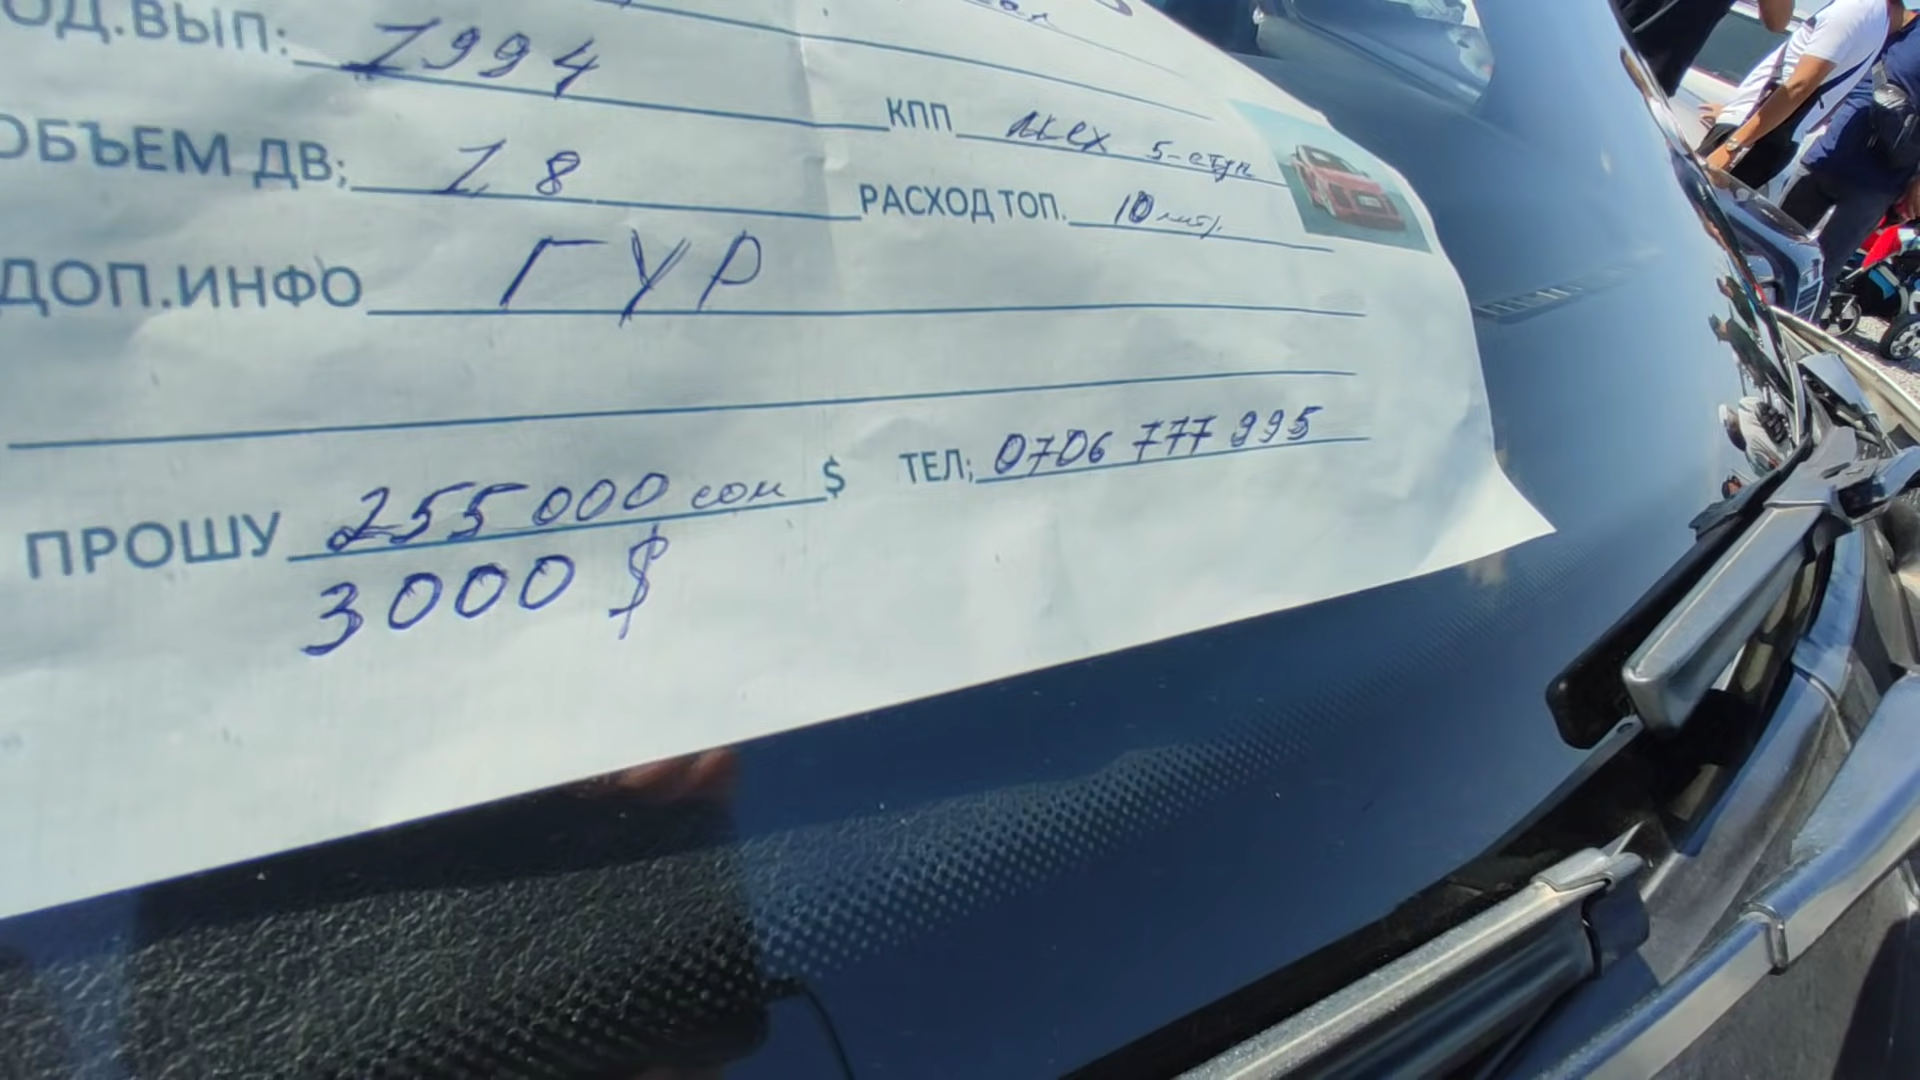 ОД.ВЫП: 1994
КПП мех 5-ступ
ОБЪЕМ ДВ; 1 8
РАСХОД ТОП. 10 литр.
ДОП.ИНФО ГУР
ПРОШУ 255 000 сом $ ТЕЛ; 0706 777 995
3000 $